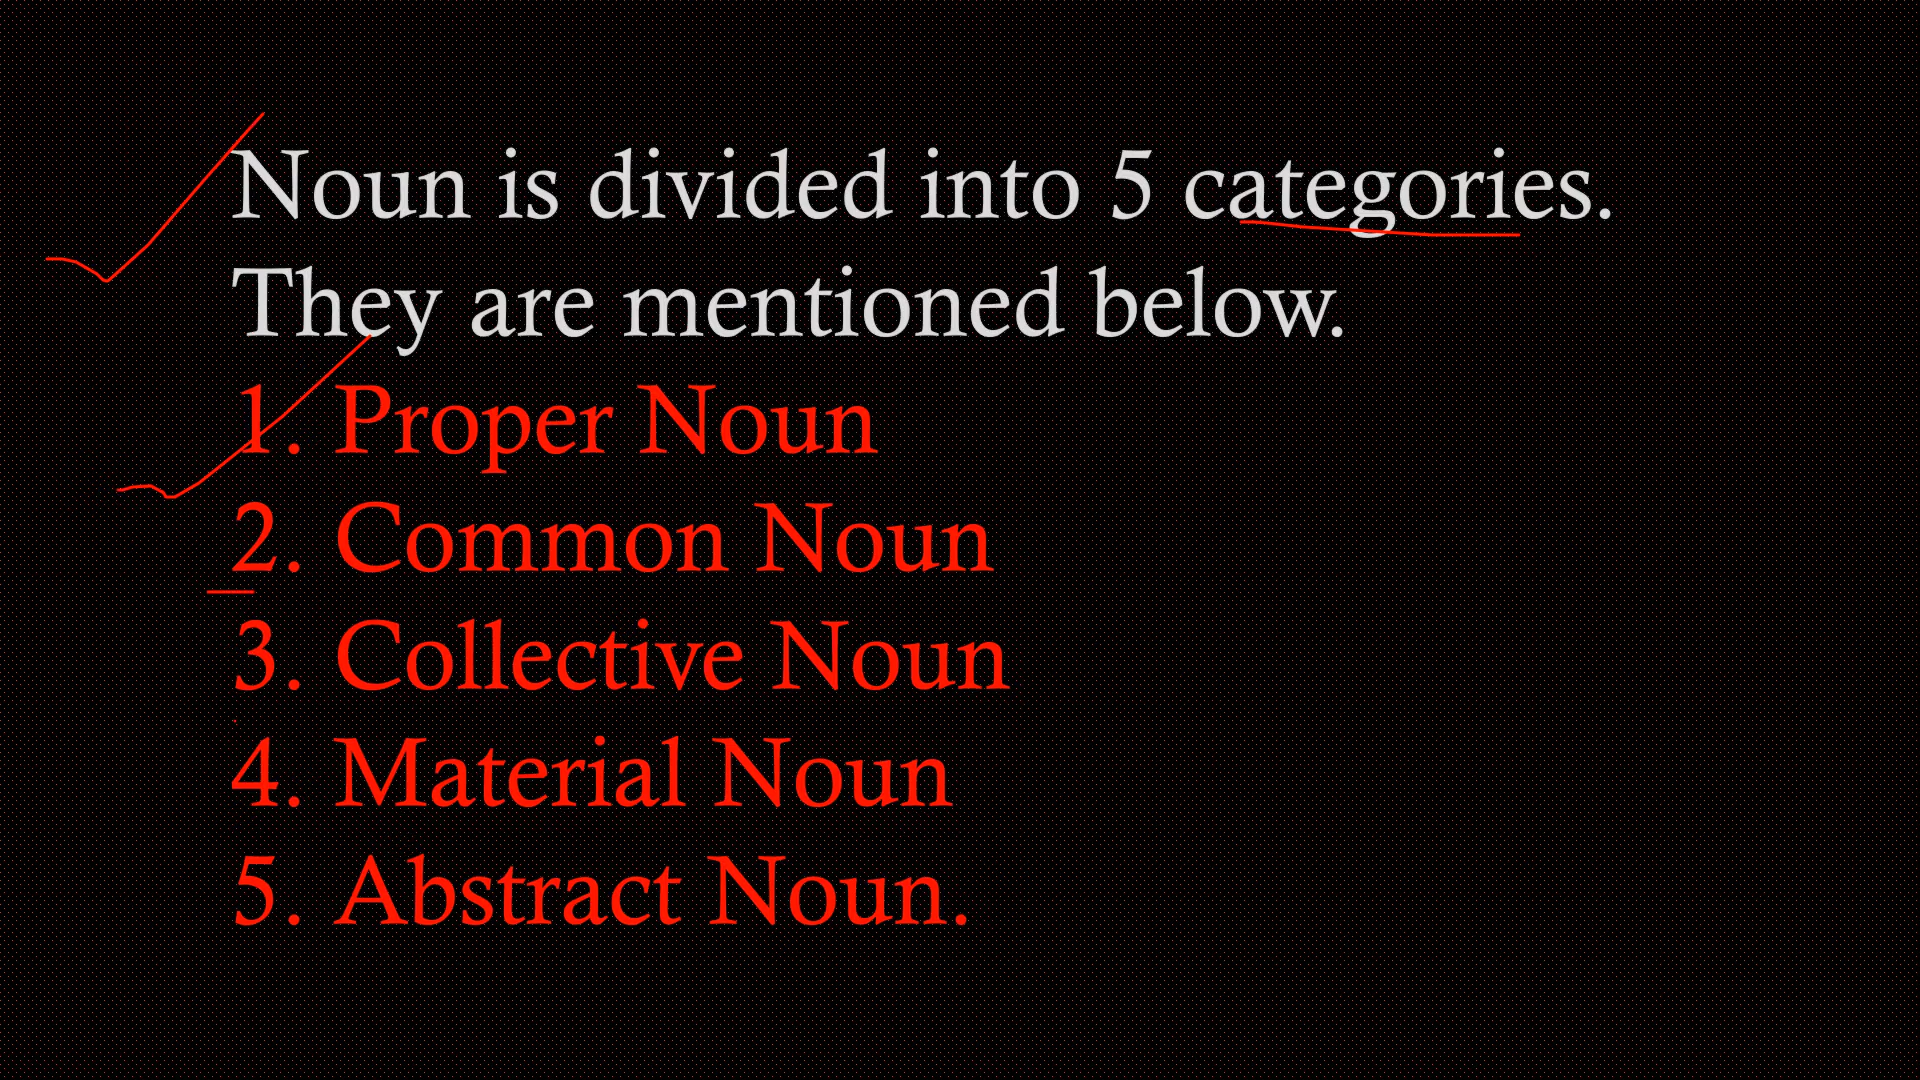 Noun is divided into 5 categories.
They are mentioned below.
1. Proper Noun
2. Common Noun
3. Collective Noun
4. Material Noun
5. Abstract Noun.